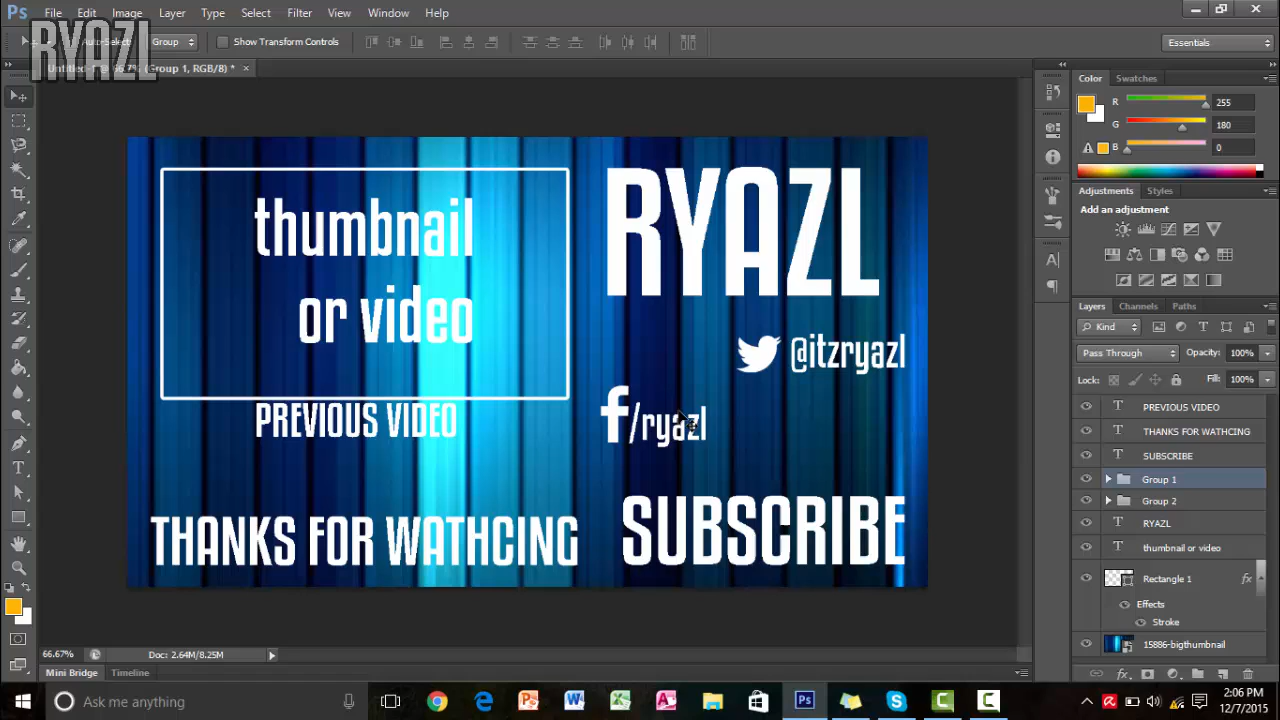 Ps File Edit Image Layer Type Select Filter View Window Help
RYAZL
Auto-Select: Group Show Transform Controls Essentials
Untitled-1 @ 66.7% (Group 1, RGB/8) *
thumbnail
or video
PREVIOUS VIDEO
THANKS FOR WATHCING
RYAZL
@itzryazl
f/ryazl
SUBSCRIBE
Color Swatches
R 255
G 180
B 0
Adjustments Styles
Add an adjustment
Layers Channels Paths
Kind
Pass Through Opacity: 100%
Lock: Fill: 100%
T PREVIOUS VIDEO
T THANKS FOR WATHCING
T SUBSCRIBE
Group 1
Group 2
T RYAZL
T thumbnail or video
Rectangle 1 fx
Effects
Stroke
15886-bigthumbnail
66.67% Doc: 2.64M/8.25M
Mini Bridge Timeline
Ask me anything
2:06 PM
12/7/2015